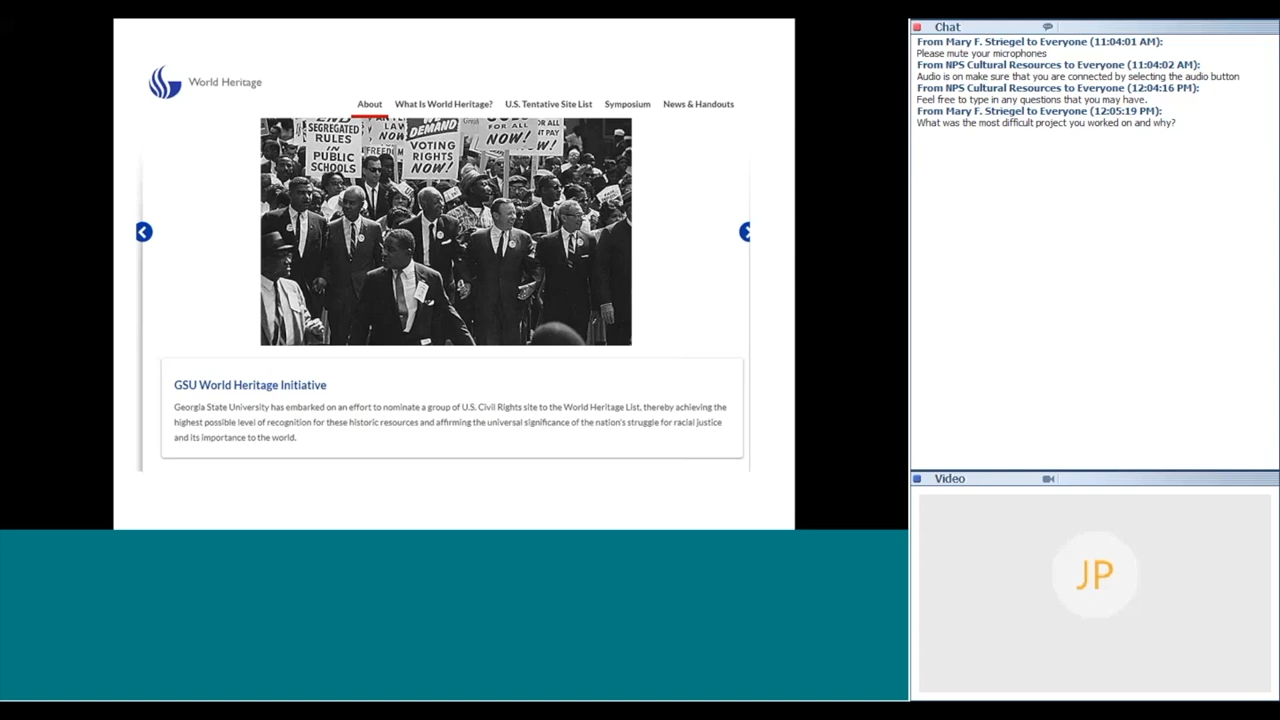 World Heritage
About What Is World Heritage? U.S. Tentative Site List Symposium News & Handouts
SEGREGATED
RULES
IN
PUBLIC
SCHOOLS
LAW
NOW!
DEMAND
VOTING
RIGHTS
NOW!
FOR ALL
NOW!
OR ALL
NT PAY
W!
GSU World Heritage Initiative
Georgia State University has embarked on an effort to nominate a group of U.S. Civil Rights site to the World Heritage List, thereby achieving the
highest possible level of recognition for these historic resources and affirming the universal significance of the nation's struggle for racial justice
and its importance to the world.
Chat
From Mary F. Striegel to Everyone (11:04:01 AM):
Please mute your microphones
From NPS Cultural Resources to Everyone (11:04:02 AM):
Audio is on make sure that you are connected by selecting the audio button
From NPS Cultural Resources to Everyone (12:04:16 PM):
Feel free to type in any questions that you may have.
From Mary F. Striegel to Everyone (12:05:19 PM):
What was the most difficult project you worked on and why?
Video
JP